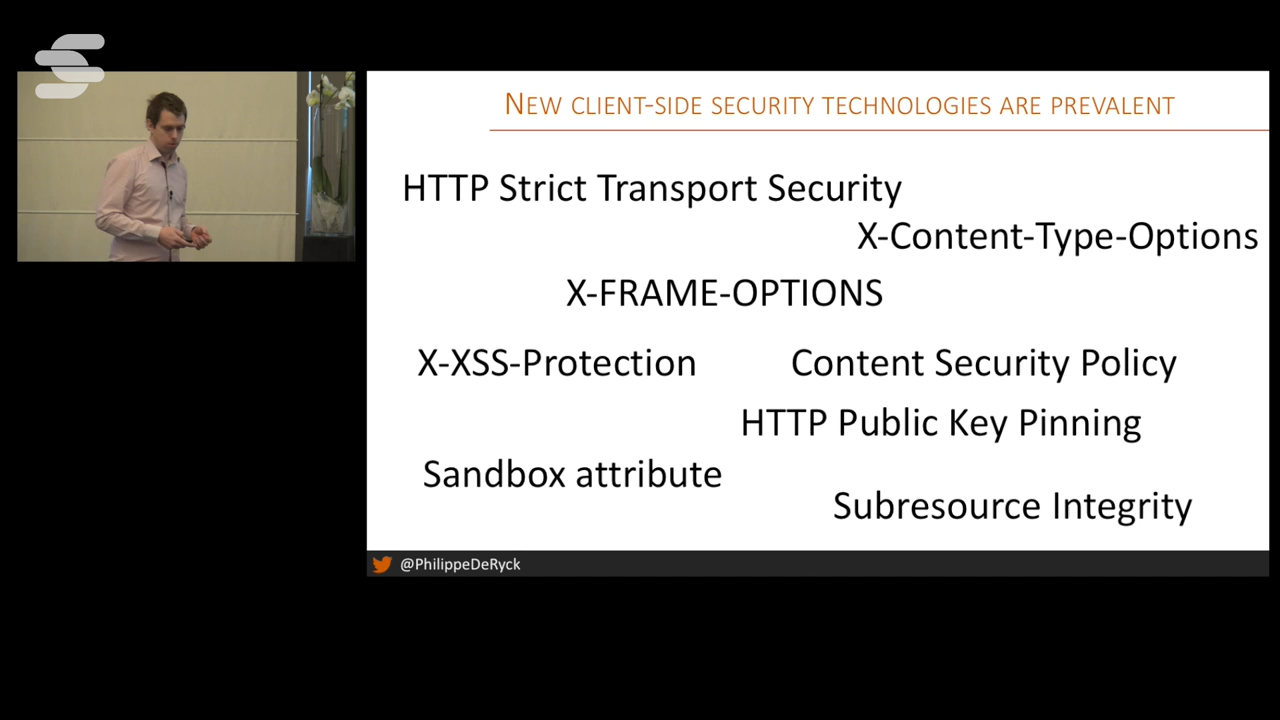 NEW CLIENT-SIDE SECURITY TECHNOLOGIES ARE PREVALENT
HTTP Strict Transport Security
X-Content-Type-Options
X-FRAME-OPTIONS
X-XSS-Protection
Content Security Policy
HTTP Public Key Pinning
Sandbox attribute
Subresource Integrity
@PhilippeDeRyck